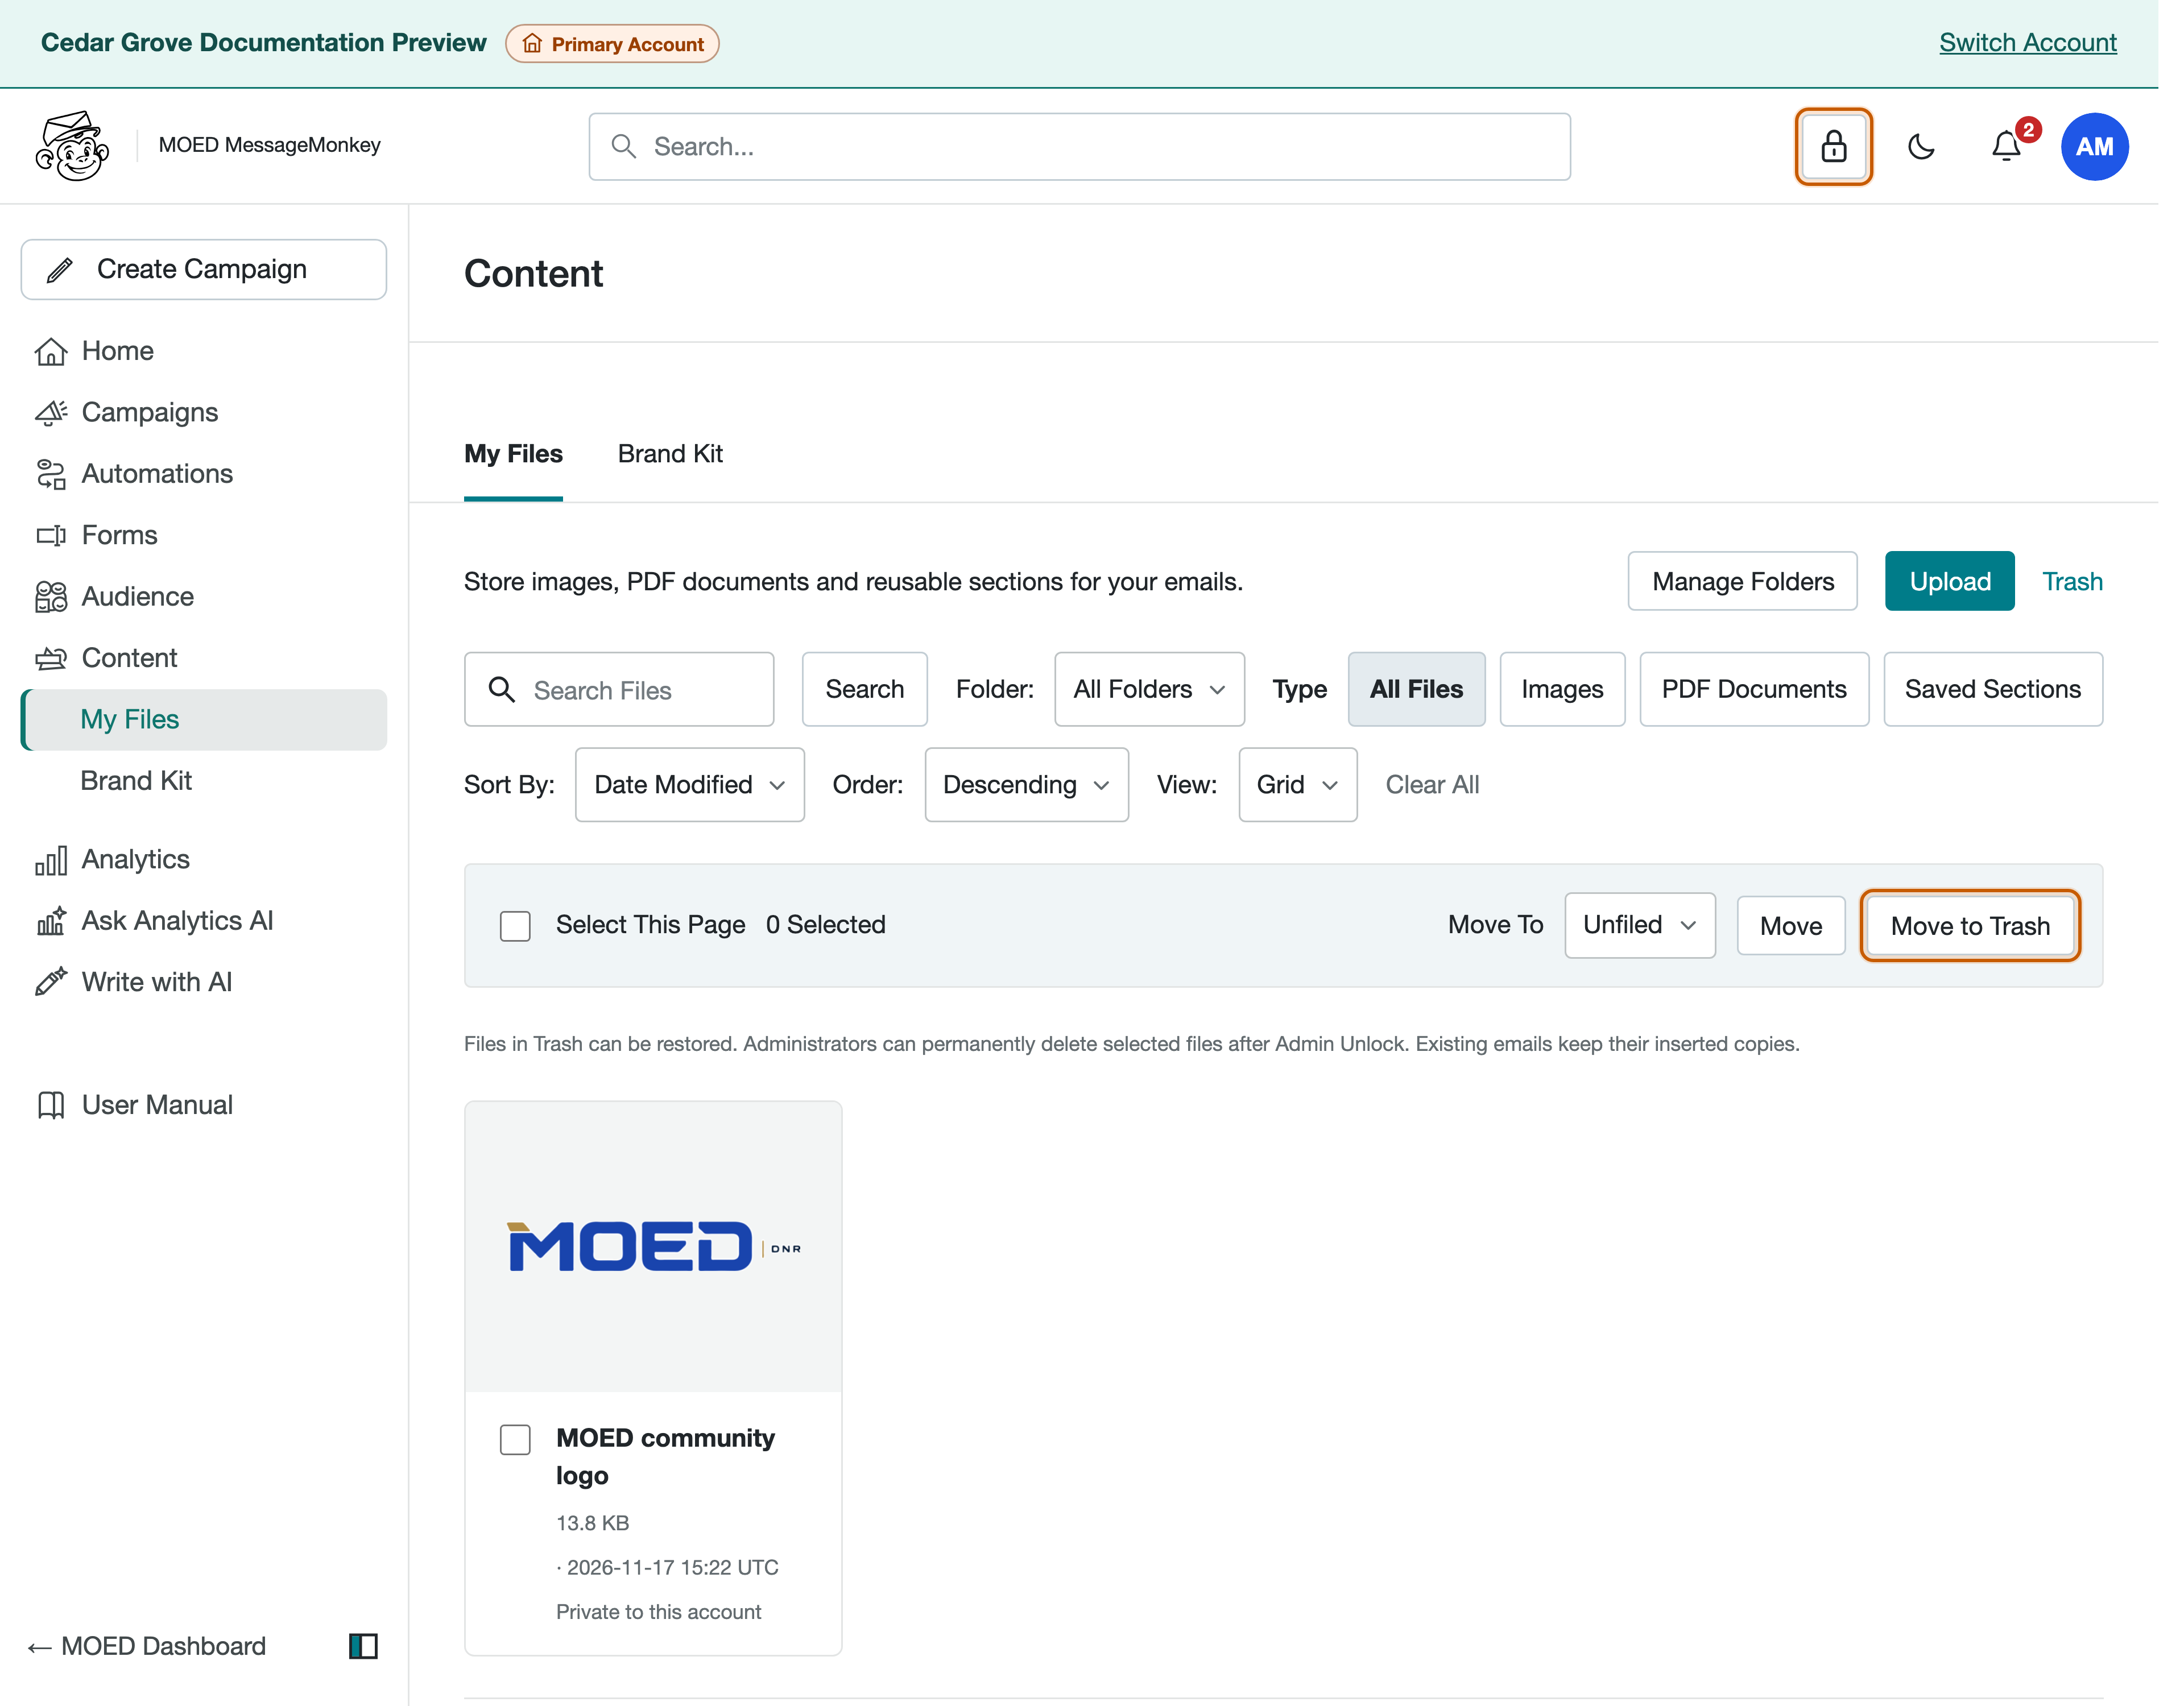 Cedar Grove Documentation Preview
Primary Account
Switch Account
MOED MessageMonkey
Search...
2
AM
Create Campaign
Home
Campaigns
Automations
Forms
Audience
Content
My Files
Brand Kit
Analytics
Ask Analytics AI
Write with AI
User Manual
← MOED Dashboard
Content
My Files
Brand Kit
Store images, PDF documents and reusable sections for your emails.
Manage Folders
Upload
Trash
Search Files
Search
Folder:
All Folders
Type
All Files
Images
PDF Documents
Saved Sections
Sort By:
Date Modified
Order:
Descending
View:
Grid
Clear All
Select This Page
0 Selected
Move To
Unfiled
Move
Move to Trash
Files in Trash can be restored. Administrators can permanently delete selected files after Admin Unlock. Existing emails keep their inserted copies.
MOED | DNR
MOED community
logo
13.8 KB
· 2026-11-17 15:22 UTC
Private to this account